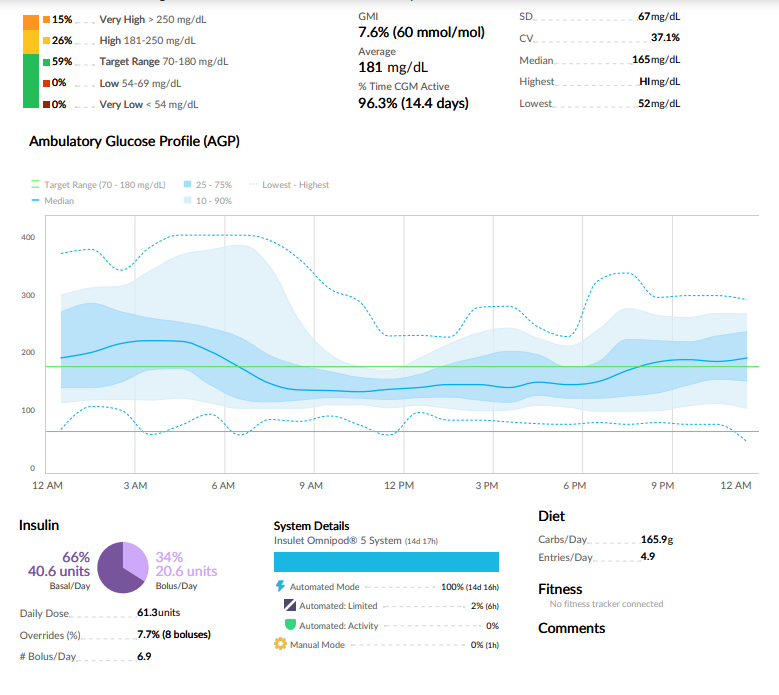 15% Very High > 250 mg/dL
26% High 181-250 mg/dL
59% Target Range 70-180 mg/dL
0% Low 54-69 mg/dL
0% Very Low < 54 mg/dL
GMI
7.6% (60 mmol/mol)
Average
181 mg/dL
% Time CGM Active
96.3% (14.4 days)
SD 67mg/dL
CV 37.1%
Median 165mg/dL
Highest HImg/dL
Lowest 52mg/dL
Ambulatory Glucose Profile (AGP)
Target Range (70 - 180 mg/dL) 25 - 75% Lowest - Highest
Median 10 - 90%
400
300
200
100
0
12 AM 3 AM 6 AM 9 AM 12 PM 3 PM 6 PM 9 PM 12 AM
Insulin
66% 34%
40.6 units 20.6 units
Basal/Day Bolus/Day
Daily Dose 61.3units
Overrides (%) 7.7% (8 boluses)
# Bolus/Day 6.9
System Details
Insulet Omnipod® 5 System (14d 17h)
Automated Mode 100% (14d 16h)
Automated: Limited 2% (6h)
Automated: Activity 0%
Manual Mode 0% (1h)
Diet
Carbs/Day 165.9g
Entries/Day 4.9
Fitness
No fitness tracker connected
Comments